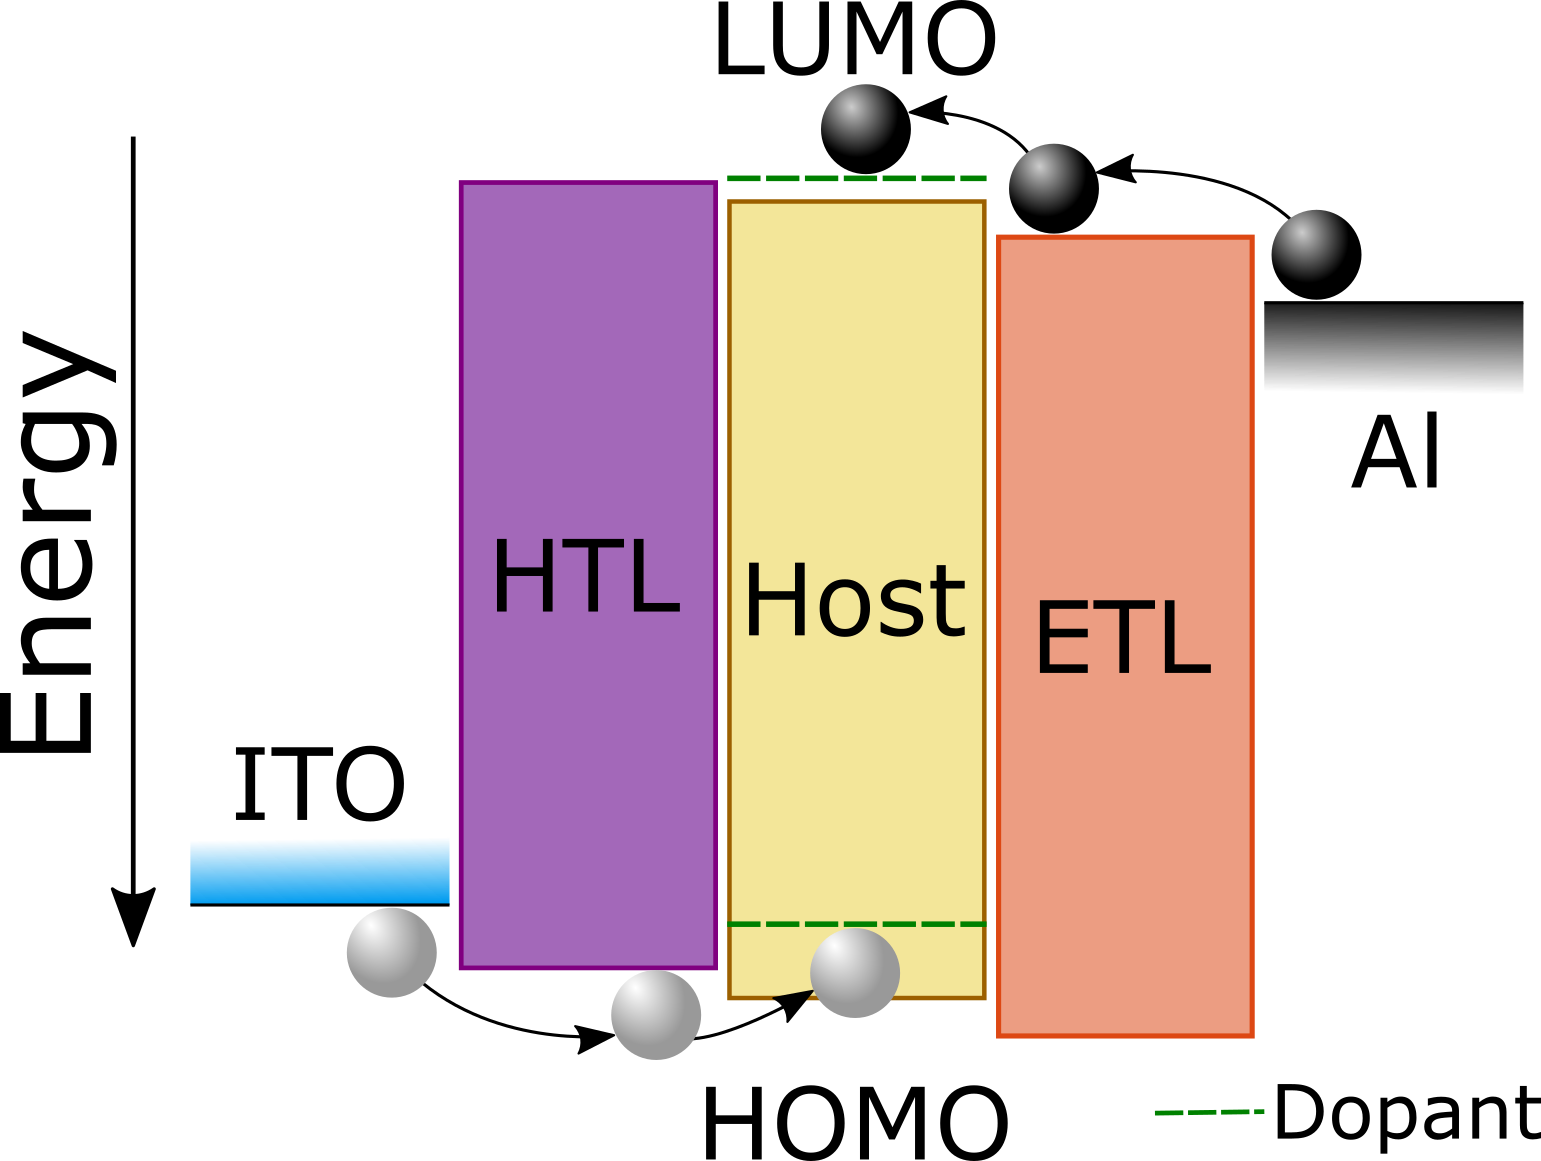 LUMO
Energy
Al
HTL
Host
ETL
ITO
HOMO
Dopant